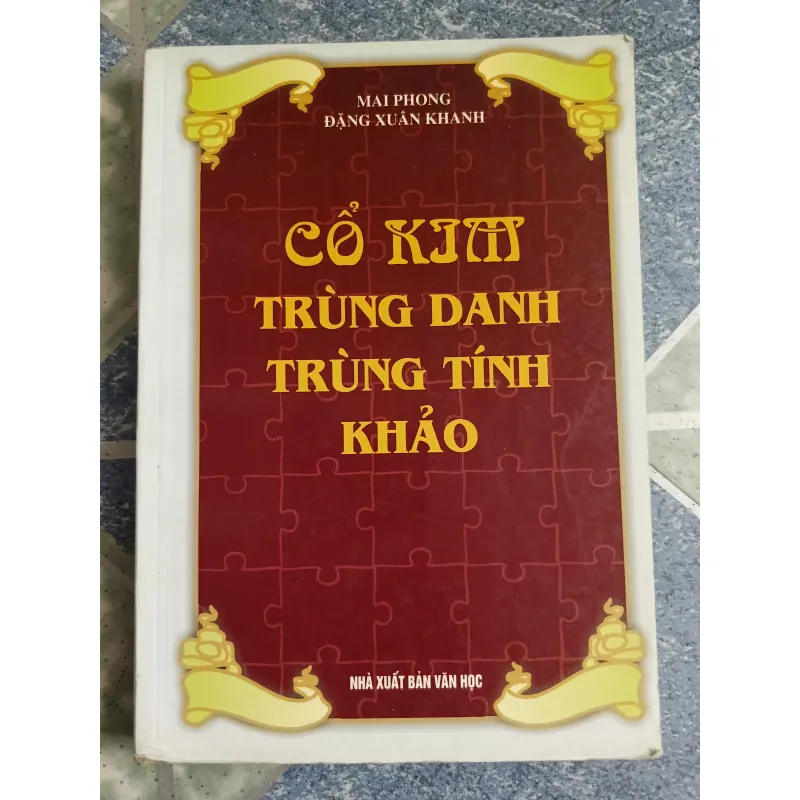 MAI PHONG
ĐẶNG XUÂN KHANH
CỔ KIM
TRÙNG DANH
TRÙNG TÍNH
KHẢO
NHÀ XUẤT BẢN VĂN HỌC